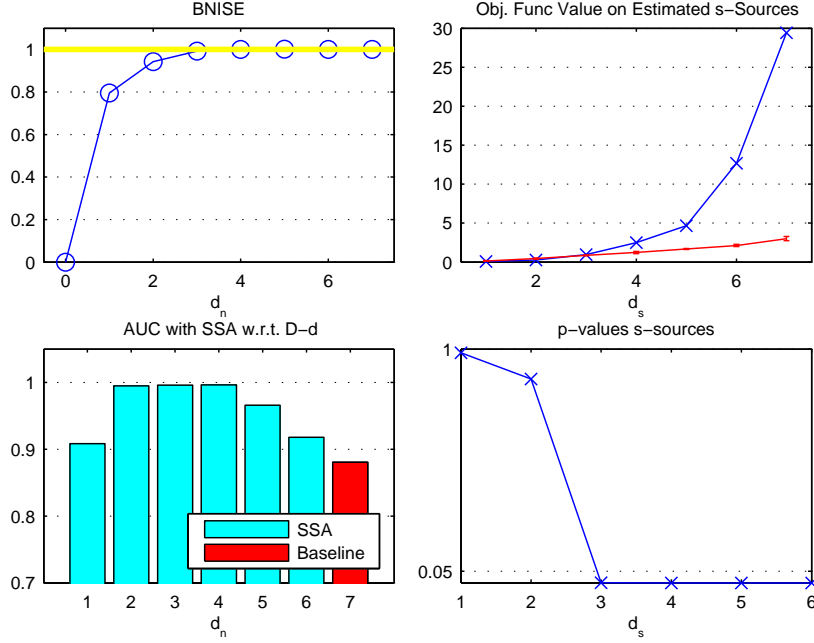 BNISE
1
0.8
0.6
0.4
0.2
0
0 2 4 6
d_n
Obj. Func Value on Estimated s−Sources
30
25
20
15
10
5
0
2 4 6
d_s
AUC with SSA w.r.t. D−d
1
0.9
0.8
0.7
SSA
Baseline
1 2 3 4 5 6 7
d_n
p−values s−sources
1
0.05
1 2 3 4 5 6
d_s